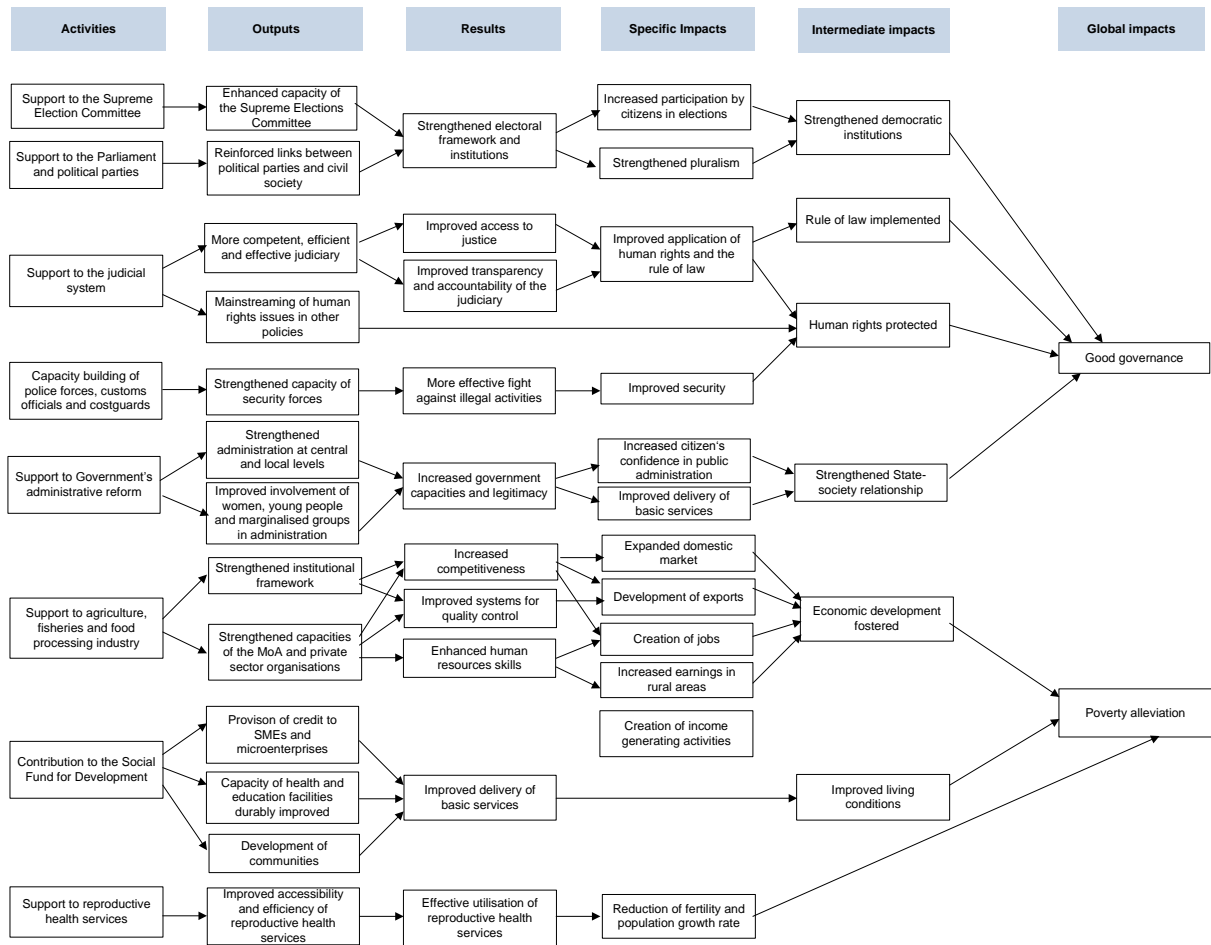 Activities
Outputs
Results
Specific Impacts
Intermediate impacts
Global impacts
Support to the Supreme
Election Committee
Enhanced capacity of
the Supreme Elections
Committee
Strengthened electoral
framework and
institutions
Increased participation by
citizens in elections
Strengthened democratic
institutions
Support to the Parliament
and political parties
Reinforced links between
political parties and civil
society
Strengthened pluralism
Support to the judicial
system
More competent, efficient
and effective judiciary
Improved access to
justice
Improved transparency
and accountability of the
judiciary
Improved application of
human rights and the
rule of law
Rule of law implemented
Mainstreaming of human
rights issues in other
policies
Human rights protected
Good governance
Capacity building of
police forces, customs
officials and costguards
Strengthened capacity of
security forces
More effective fight
against illegal activities
Improved security
Support to Government's
administrative reform
Strengthened
administration at central
and local levels
Improved involvement of
women, young people
and marginalised groups
in administration
Increased government
capacities and legitimacy
Increased citizen‘s
confidence in public
administration
Improved delivery of
basic services
Strengthened State-
society relationship
Support to agriculture,
fisheries and food
processing industry
Strengthened institutional
framework
Strengthened capacities
of the MoA and private
sector organisations
Increased
competitiveness
Improved systems for
quality control
Enhanced human
resources skills
Expanded domestic
market
Development of exports
Creation of jobs
Increased earnings in
rural areas
Economic development
fostered
Poverty alleviation
Creation of income
generating activities
Contribution to the Social
Fund for Development
Provison of credit to
SMEs and
microenterprises
Capacity of health and
education facilities
durably improved
Development of
communities
Improved delivery of
basic services
Improved living
conditions
Support to reproductive
health services
Improved accessibility
and efficiency of
reproductive health
services
Effective utilisation of
reproductive health
services
Reduction of fertility and
population growth rate